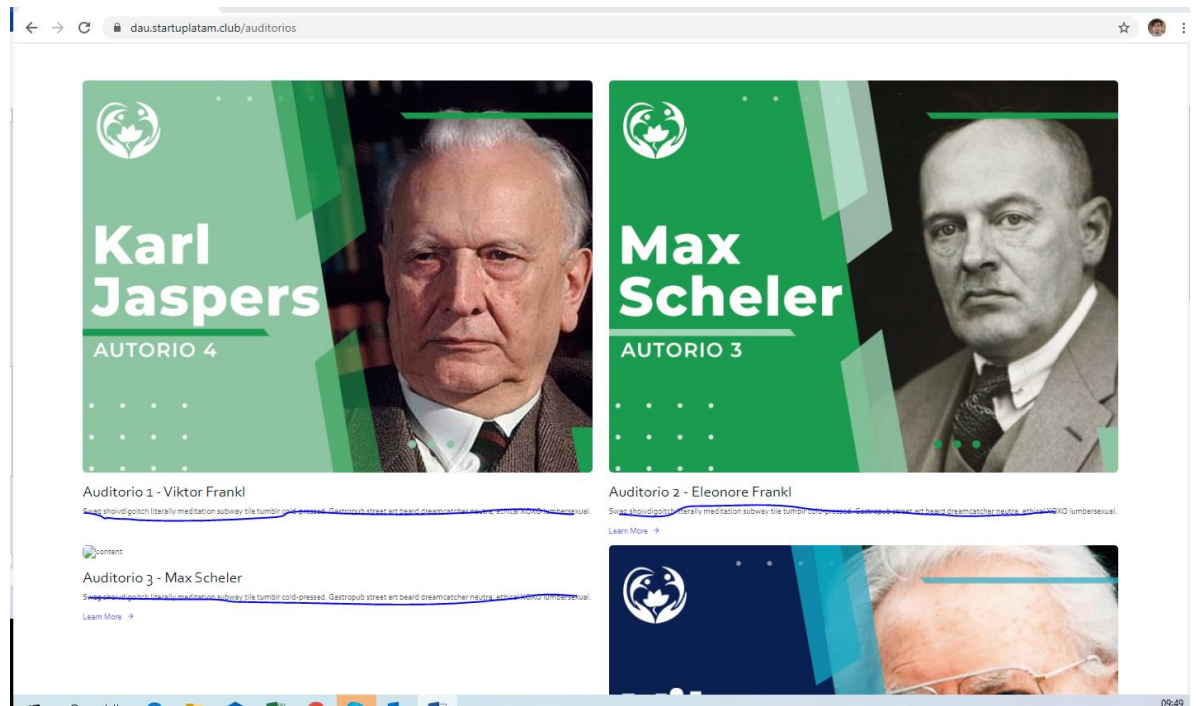 dau.startuplatam.club/auditorios
Karl
Jaspers
AUTORIO 4
Max
Scheler
AUTORIO 3
Auditorio 1 - Viktor Frankl
Swag shoivdigoitch literally meditation subway tile tumblr cold-pressed. Gastropub street art beard dreamcatcher neutra, ethical XOXO lumbersexual.
Auditorio 2 - Eleonore Frankl
Swag shoivdigoitch literally meditation subway tile tumblr cold-pressed. Gastropub street art beard dreamcatcher neutra, ethical XOXO lumbersexual.
Learn More →
content
Auditorio 3 - Max Scheler
Swag shoivdigoitch literally meditation subway tile tumblr cold-pressed. Gastropub street art beard dreamcatcher neutra, ethical XOXO lumbersexual.
Learn More →
09:49